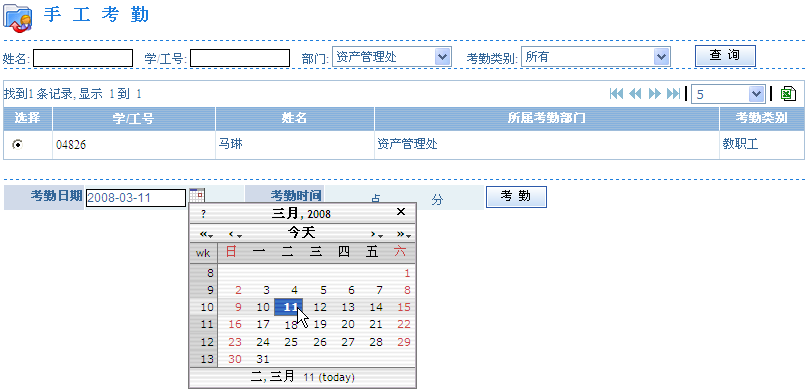 手 工 考 勤
姓名: 学/工号: 部门: 资产管理处 考勤类别: 所有 查 询
找到1 条记录, 显示 1 到 1 5
选择 学/工号 姓名 所属考勤部门 考勤类别
04826 马琳 资产管理处 教职工
考勤日期 2008-03-11 考勤时间 点 分 考 勤
? 三月, 2008 ×
« ‹ 今天 › »
wk 日 一 二 三 四 五 六
8 1
9 2 3 4 5 6 7 8
10 9 10 11 12 13 14 15
11 16 17 18 19 20 21 22
12 23 24 25 26 27 28 29
13 30 31
二, 三月 11 (today)